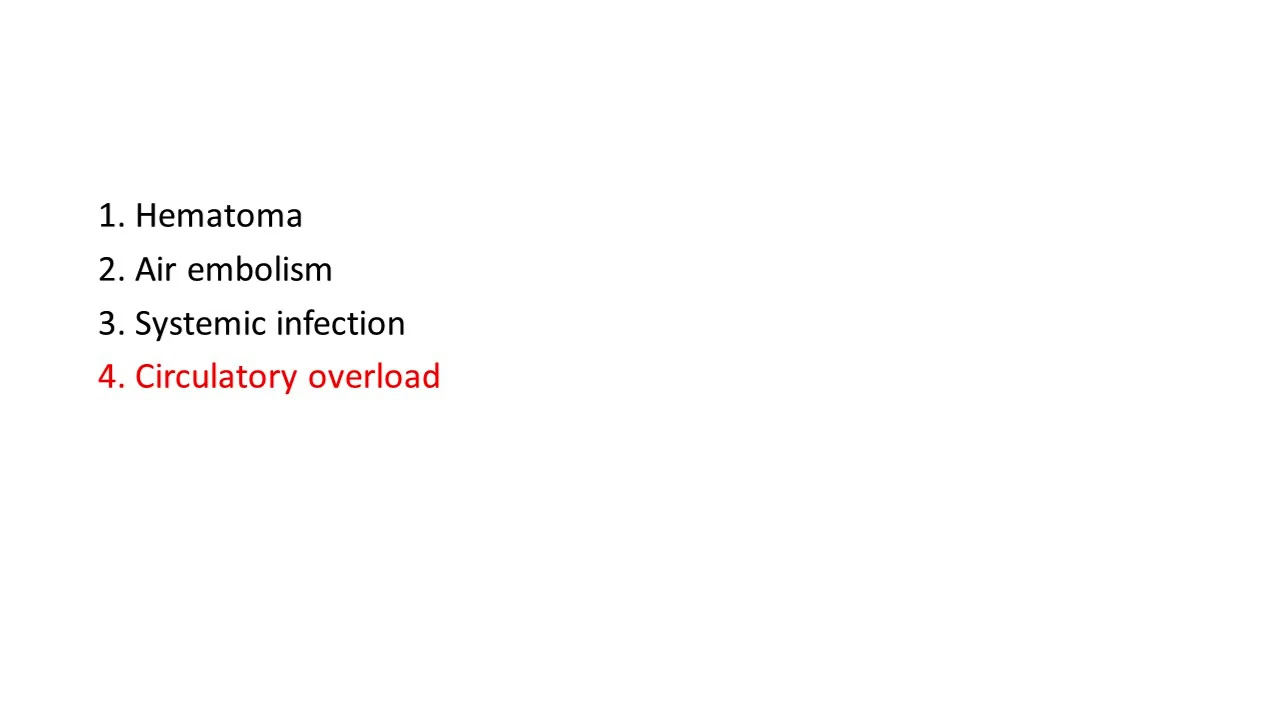 1. Hematoma
2. Air embolism
3. Systemic infection
4. Circulatory overload